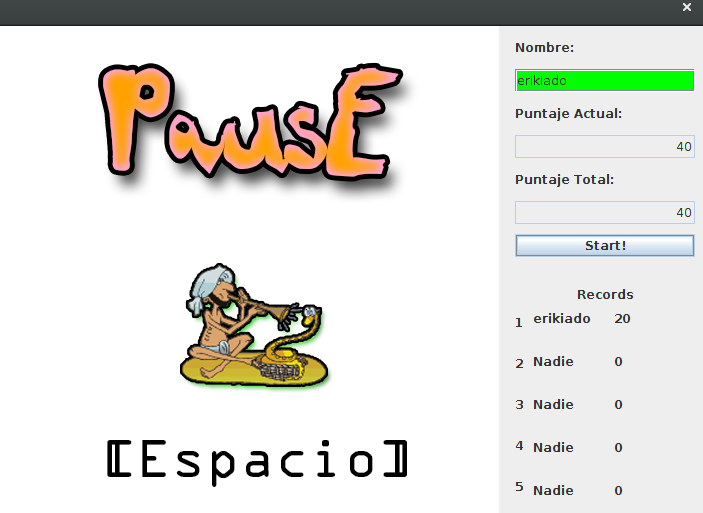 PausE
[Espacio]
Nombre:
erikiado
Puntaje Actual:
40
Puntaje Total:
40
Start!
Records
1 erikiado 20
2 Nadie 0
3 Nadie 0
4 Nadie 0
5 Nadie 0